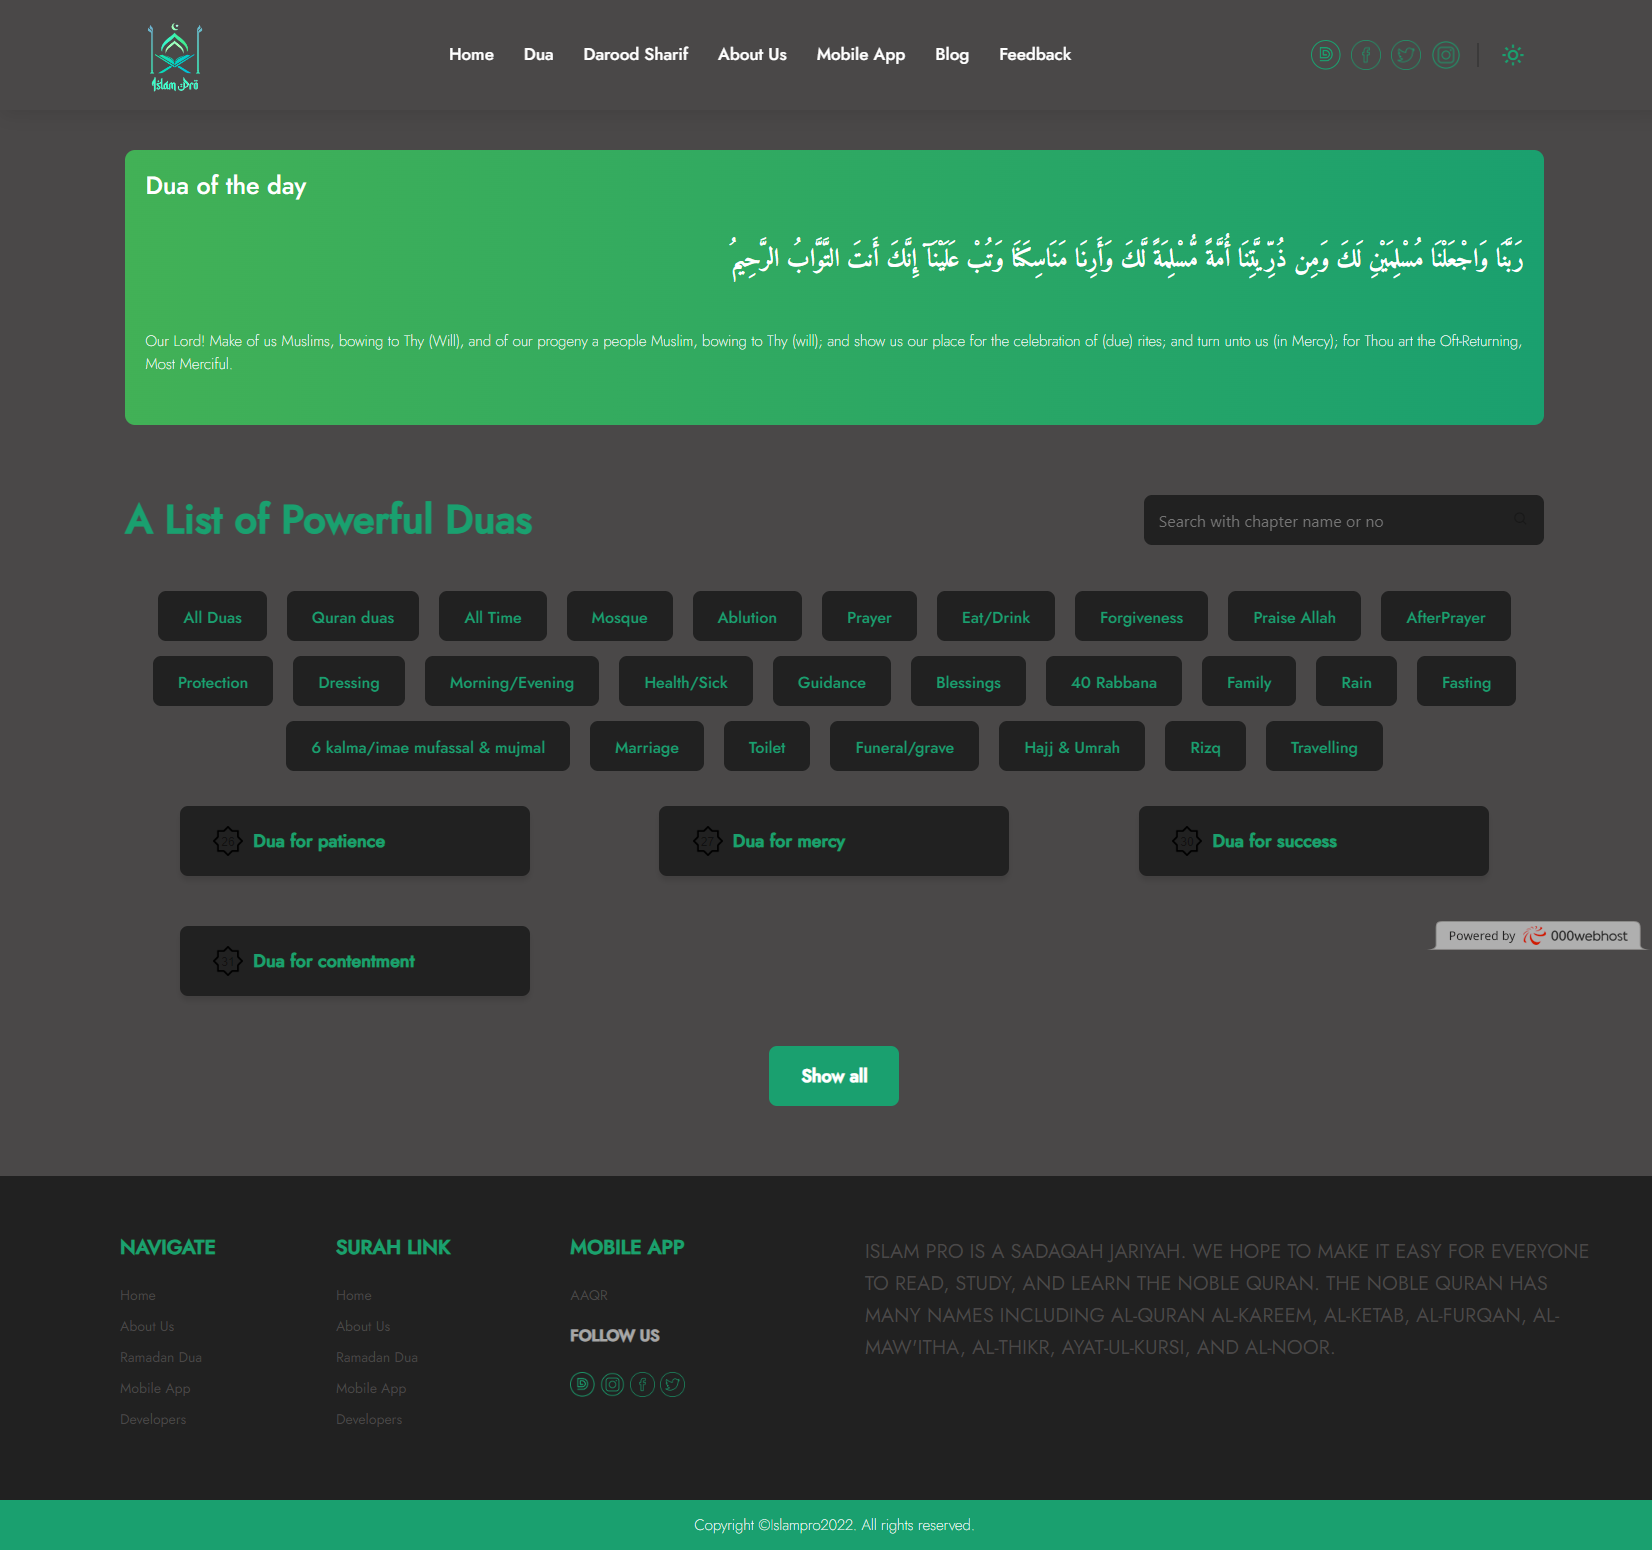 Islam Pro
Home Dua Darood Sharif About Us Mobile App Blog Feedback
Dua of the day
رَبَّنَا وَاجْعَلْنَا مُسْلِمَيْنِ لَكَ وَمِن ذُرِّيَّتِنَا أُمَّةً مُّسْلِمَةً لَّكَ وَأَرِنَا مَنَاسِكَنَا وَتُبْ عَلَيْنَآ إِنَّكَ أَنتَ التَّوَّابُ الرَّحِيمُ
Our Lord! Make of us Muslims, bowing to Thy (Will), and of our progeny a people Muslim, bowing to Thy (will); and show us our place for the celebration of (due) rites; and turn unto us (in Mercy); for Thou art the Oft-Returning,
Most Merciful.
A List of Powerful Duas
Search with chapter name or no
All Duas Quran duas All Time Mosque Ablution Prayer Eat/Drink Forgiveness Praise Allah AfterPrayer
Protection Dressing Morning/Evening Health/Sick Guidance Blessings 40 Rabbana Family Rain Fasting
6 kalma/imae mufassal & mujmal Marriage Toilet Funeral/grave Hajj & Umrah Rizq Travelling
26 Dua for patience 27 Dua for mercy 30 Dua for success
Powered by 000webhost
31 Dua for contentment
Show all
NAVIGATE
Home
About Us
Ramadan Dua
Mobile App
Developers
SURAH LINK
Home
About Us
Ramadan Dua
Mobile App
Developers
MOBILE APP
AAQR
FOLLOW US
ISLAM PRO IS A SADAQAH JARIYAH. WE HOPE TO MAKE IT EASY FOR EVERYONE
TO READ, STUDY, AND LEARN THE NOBLE QURAN. THE NOBLE QURAN HAS
MANY NAMES INCLUDING AL-QURAN AL-KAREEM, AL-KETAB, AL-FURQAN, AL-
MAW'ITHA, AL-THIKR, AYAT-UL-KURSI, AND AL-NOOR.
Copyright ©Islampro2022. All rights reserved.